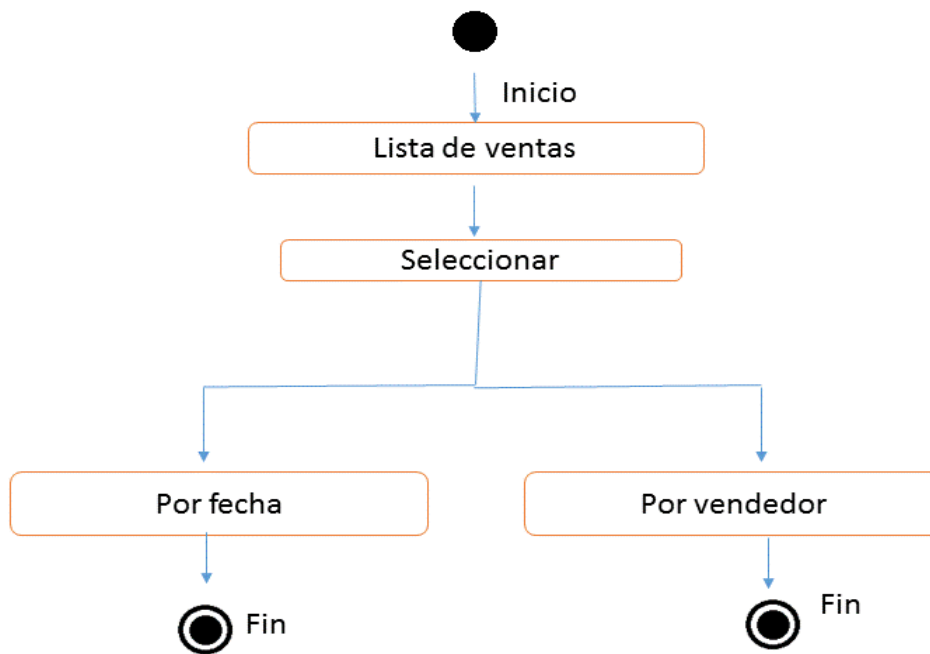 Inicio
Lista de ventas
Seleccionar
Por fecha
Por vendedor
Fin
Fin